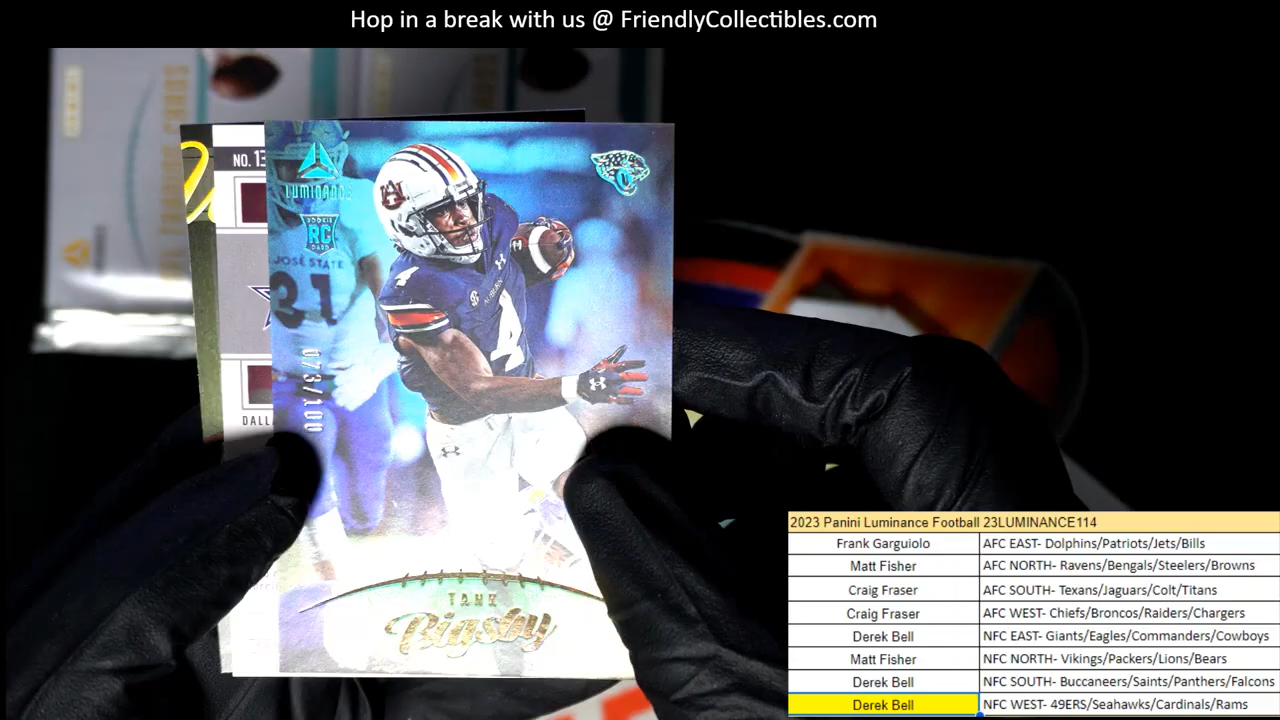 Hop in a break with us @ FriendlyCollectibles.com
NO. 13
LUMINANCE
ROOKIE
RC
CARD
JOSÉ STATE
31
4
AUBURN
4
073/100
DALLA
TANK
Bigsby
2023 Panini Luminance Football 23LUMINANCE114
Frank Garguiolo AFC EAST- Dolphins/Patriots/Jets/Bills
Matt Fisher AFC NORTH- Ravens/Bengals/Steelers/Browns
Craig Fraser AFC SOUTH- Texans/Jaguars/Colt/Titans
Craig Fraser AFC WEST- Chiefs/Broncos/Raiders/Chargers
Derek Bell NFC EAST- Giants/Eagles/Commanders/Cowboys
Matt Fisher NFC NORTH- Vikings/Packers/Lions/Bears
Derek Bell NFC SOUTH- Buccaneers/Saints/Panthers/Falcons
Derek Bell NFC WEST- 49ERS/Seahawks/Cardinals/Rams